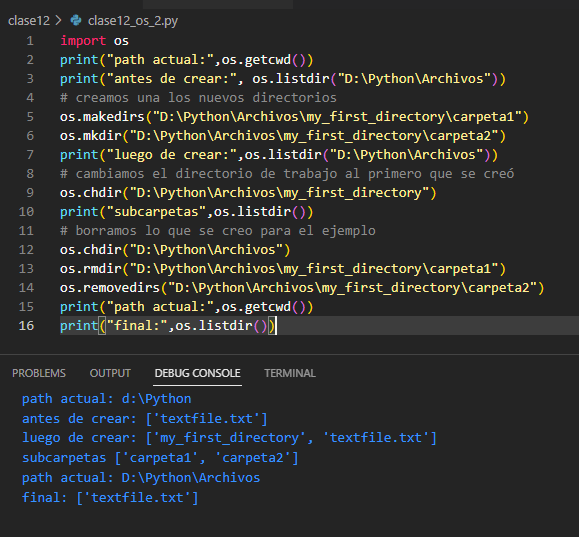 clase12 > clase12_os_2.py
1 import os
2 print("path actual:",os.getcwd())
3 print("antes de crear:", os.listdir("D:\Python\Archivos"))
4 # creamos una los nuevos directorios
5 os.makedirs("D:\Python\Archivos\my_first_directory\carpeta1")
6 os.mkdir("D:\Python\Archivos\my_first_directory\carpeta2")
7 print("luego de crear:",os.listdir("D:\Python\Archivos"))
8 # cambiamos el directorio de trabajo al primero que se creó
9 os.chdir("D:\Python\Archivos\my_first_directory")
10 print("subcarpetas",os.listdir())
11 # borramos lo que se creo para el ejemplo
12 os.chdir("D:\Python\Archivos")
13 os.rmdir("D:\Python\Archivos\my_first_directory\carpeta1")
14 os.removedirs("D:\Python\Archivos\my_first_directory\carpeta2")
15 print("path actual:",os.getcwd())
16 print("final:",os.listdir())
PROBLEMS OUTPUT DEBUG CONSOLE TERMINAL
path actual: d:\Python
antes de crear: ['textfile.txt']
luego de crear: ['my_first_directory', 'textfile.txt']
subcarpetas ['carpeta1', 'carpeta2']
path actual: D:\Python\Archivos
final: ['textfile.txt']